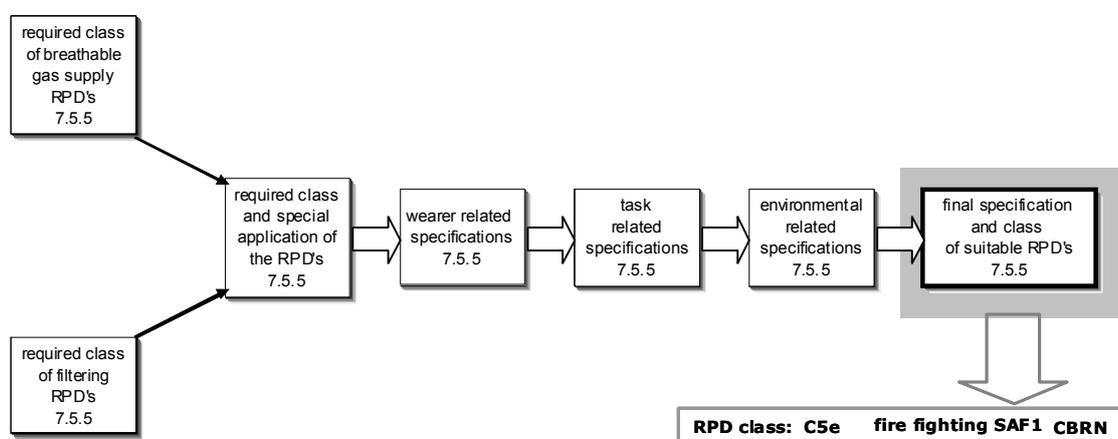 required class
of breathable
gas supply
RPD's
7.5.5
required class
and special
application of
the RPD's
7.5.5
wearer related
specifications
7.5.5
task
related
specifications
7.5.5
environmental
related
specifications
7.5.5
final specification
and class
of suitable RPD's
7.5.5
required class
of filtering
RPD's
7.5.5
RPD class: C5e fire fighting SAF1 CBRN